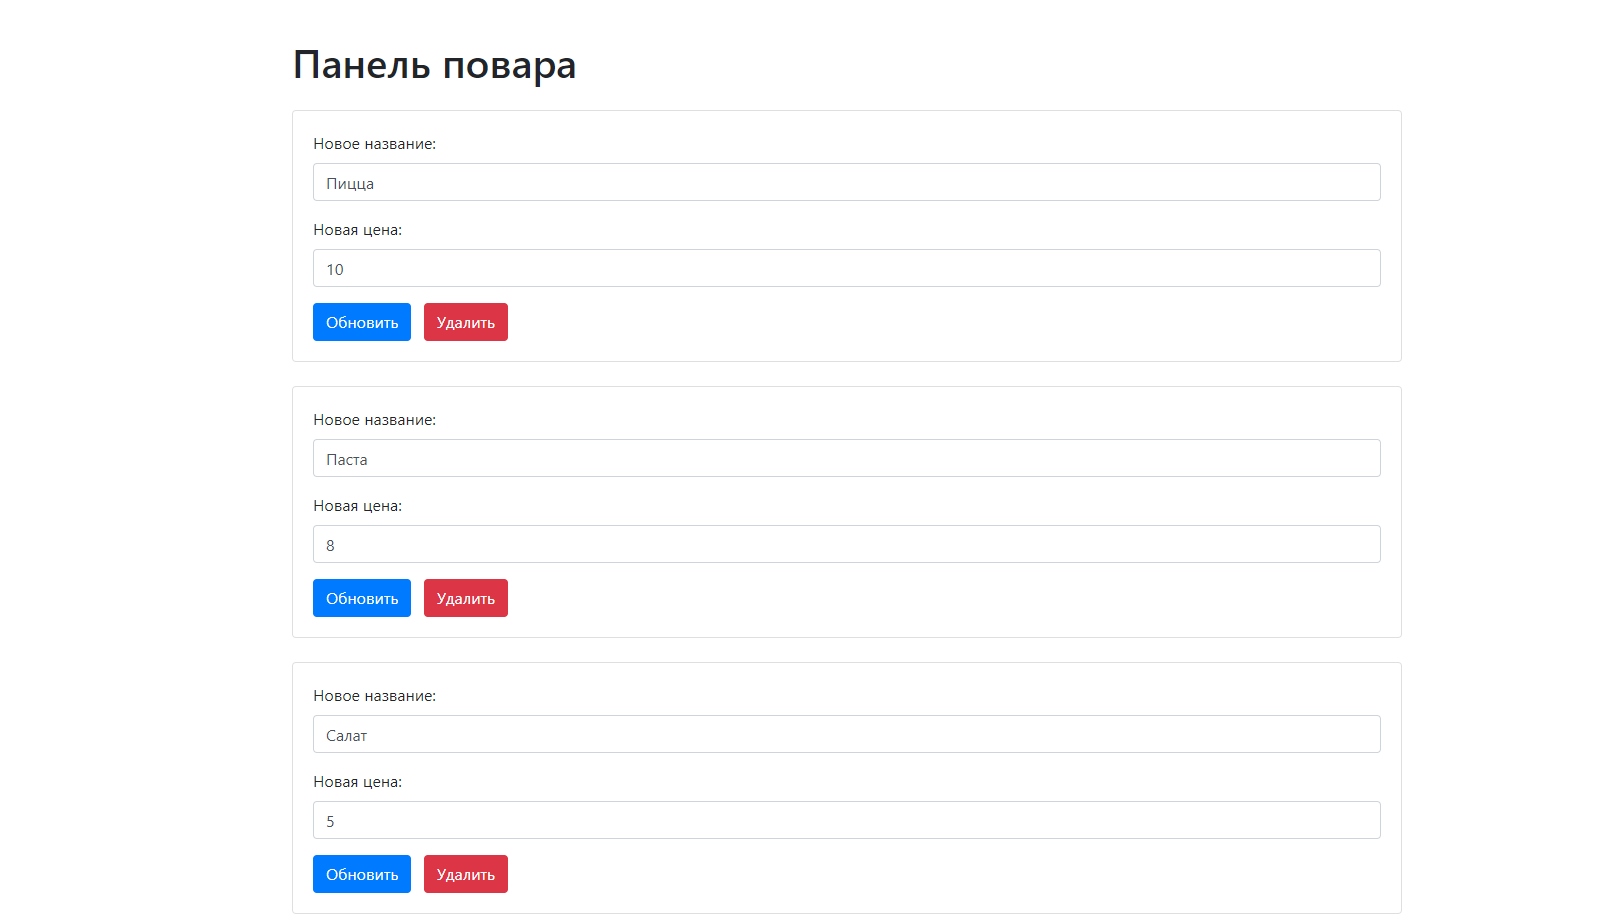 Панель повара
Новое название:
Пицца
Новая цена:
10
Обновить Удалить
Новое название:
Паста
Новая цена:
8
Обновить Удалить
Новое название:
Салат
Новая цена:
5
Обновить Удалить